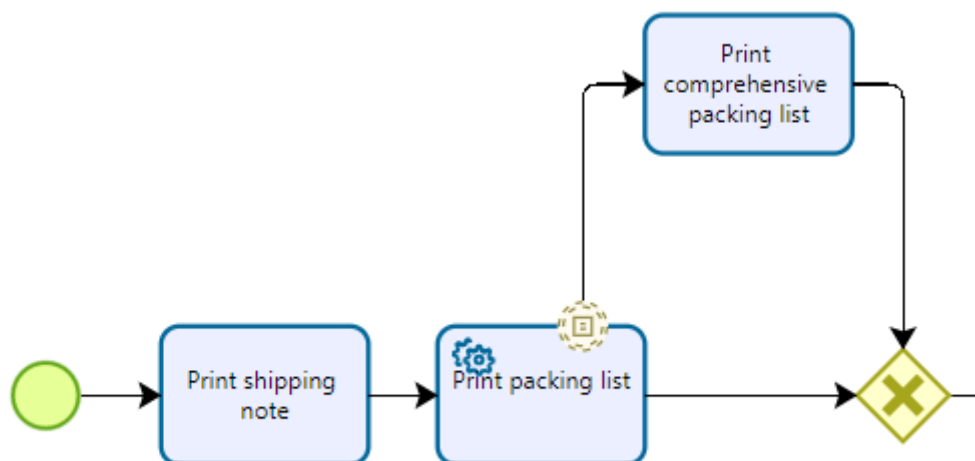 Print
comprehensive
packing list
Print shipping
note
Print packing list